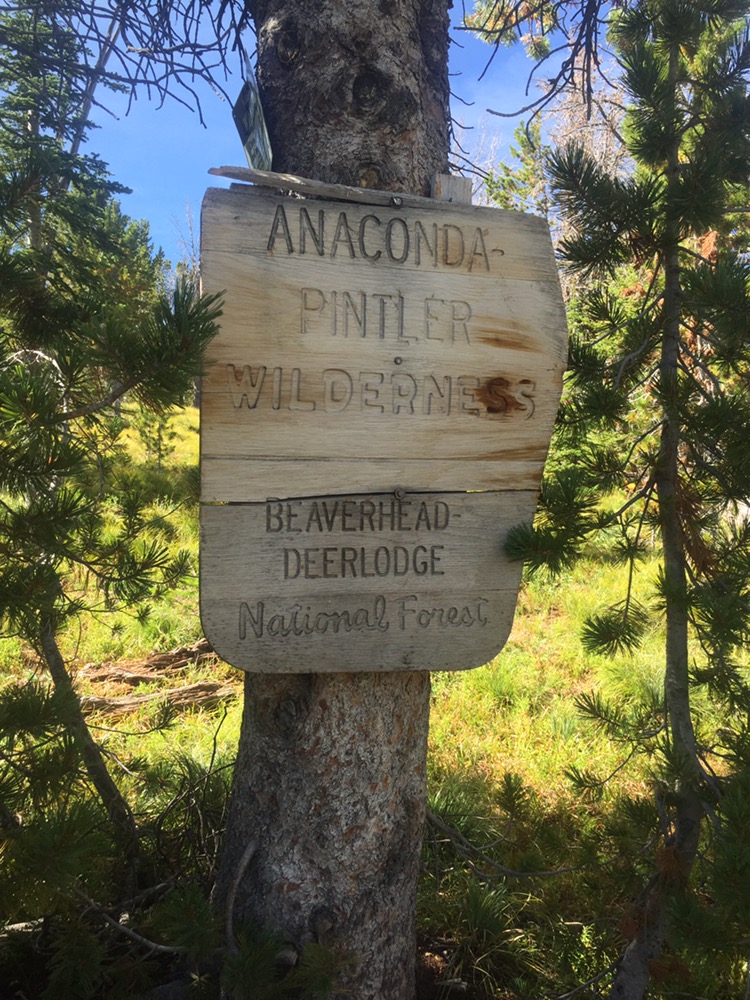 ANACONDA-
PINTLER
WILDERNESS
BEAVERHEAD-
DEERLODGE
National Forest